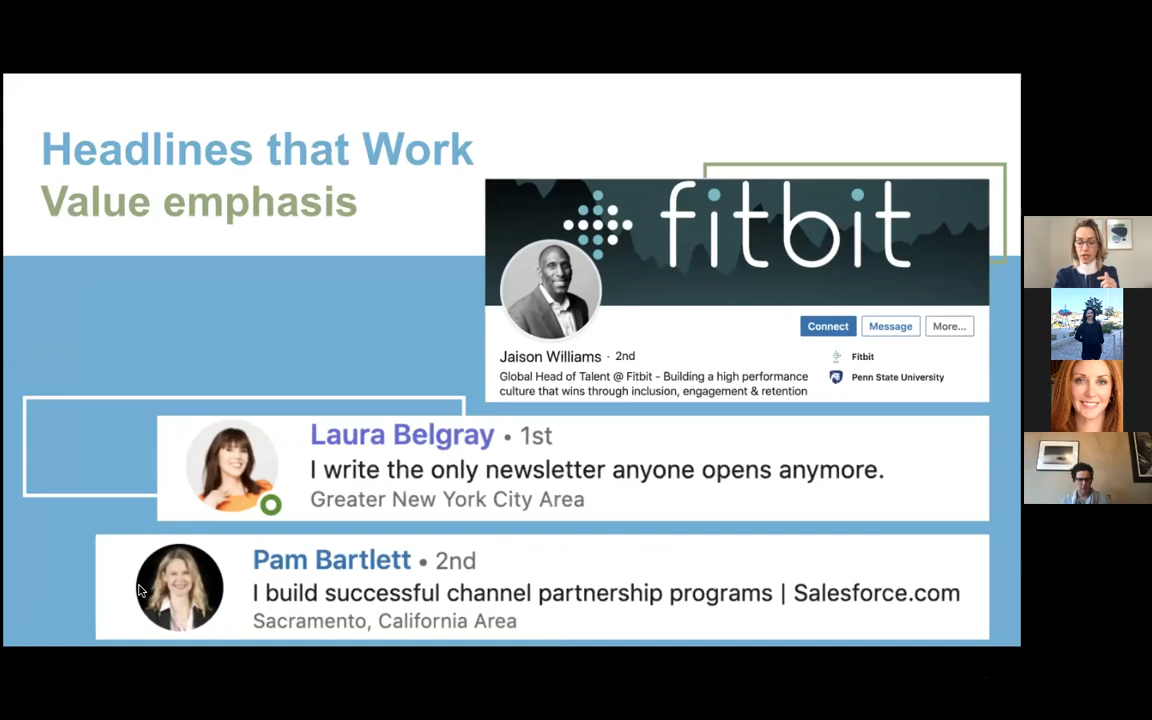 Headlines that Work
Value emphasis
fitbit
Connect
Message
More...
Jaison Williams · 2nd
Fitbit
Global Head of Talent @ Fitbit - Building a high performance
culture that wins through inclusion, engagement & retention
Penn State University
Laura Belgray • 1st
I write the only newsletter anyone opens anymore.
Greater New York City Area
Pam Bartlett • 2nd
I build successful channel partnership programs | Salesforce.com
Sacramento, California Area